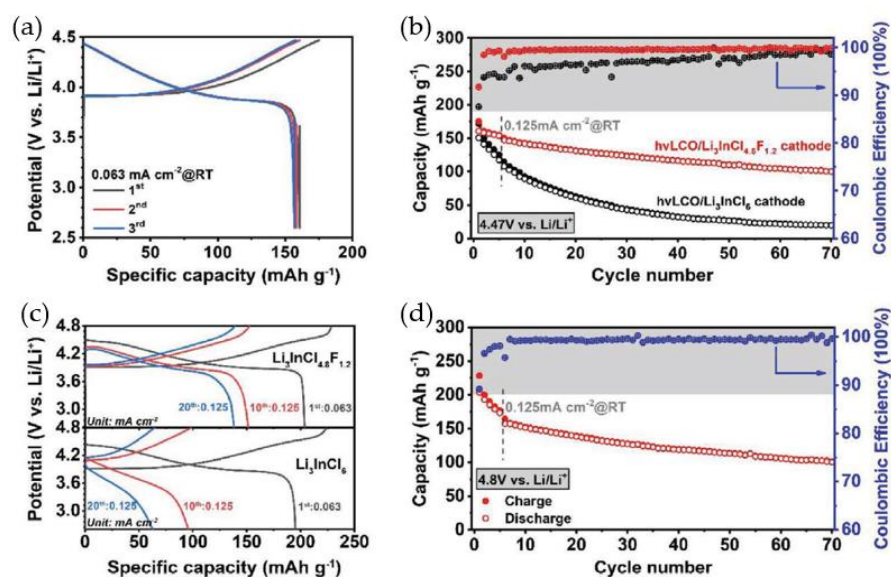 (a)
4.5
4.0
3.5
3.0
2.5
Potential (V vs. Li/Li⁺)
0.063 mA cm⁻²@RT
1ˢᵗ
2ⁿᵈ
3ʳᵈ
0 50 100 150 200 250
Specific capacity (mAh g⁻¹)
(b)
300
250
200
150
100
50
0
Capacity (mAh g⁻¹)
0.125mA cm⁻²@RT
hvLCO/Li₃InCl₄.₈F₁.₂ cathode
hvLCO/Li₃InCl₆ cathode
4.47V vs. Li/Li⁺
100
90
80
70
60
Coulombic Efficiency (100%)
0 10 20 30 40 50 60 70
Cycle number
(c)
4.8
4.2
3.6
3.0
4.8
4.2
3.6
3.0
Potential (V vs. Li/Li⁺)
Li₃InCl₄.₈F₁.₂
20ᵗʰ:0.125
10ᵗʰ:0.125
1ˢᵗ:0.063
Unit: mA cm⁻²
Li₃InCl₆
20ᵗʰ:0.125
10ᵗʰ:0.125
1ˢᵗ:0.063
Unit: mA cm⁻²
0 50 100 150 200 250
Specific capacity (mAh g⁻¹)
(d)
300
250
200
150
100
50
0
Capacity (mAh g⁻¹)
0.125mA cm⁻²@RT
4.8V vs. Li/Li⁺
Charge
Discharge
100
90
80
70
60
Coulombic Efficiency (100%)
0 10 20 30 40 50 60 70
Cycle number